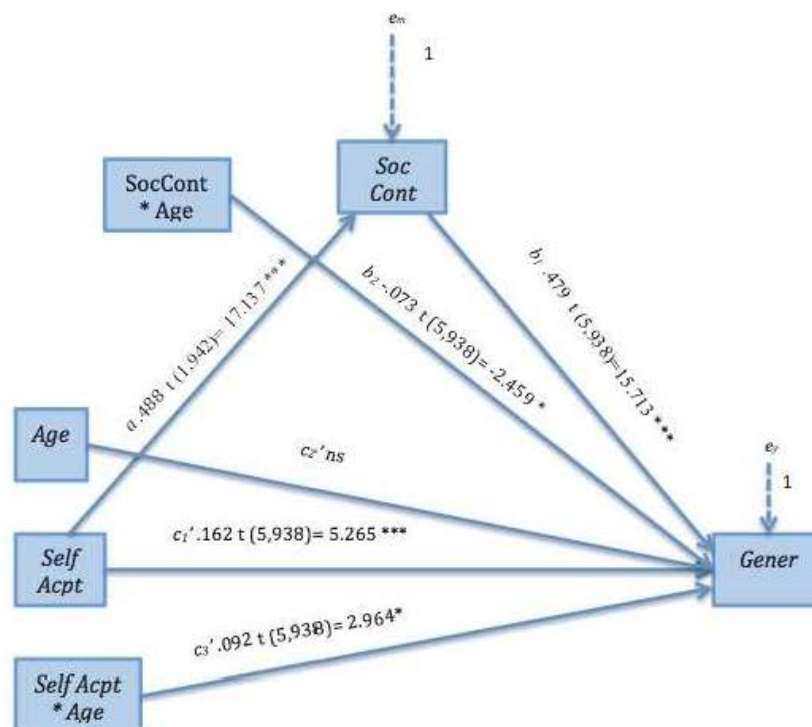 eₘ
1
Soc
Cont
SocCont
* Age
a .488 t (1,942)= 17.137 ***
b₂ -.073 t (5,938)= -2.459 *
b₁ .479 t (5,938)=15.713 ***
Age
c₂’ ns
eᵧ
1
Self
Acpt
c₁’ .162 t (5,938)= 5.265 ***
Gener
c₃’ .092 t (5,938)= 2.964*
Self Acpt
* Age